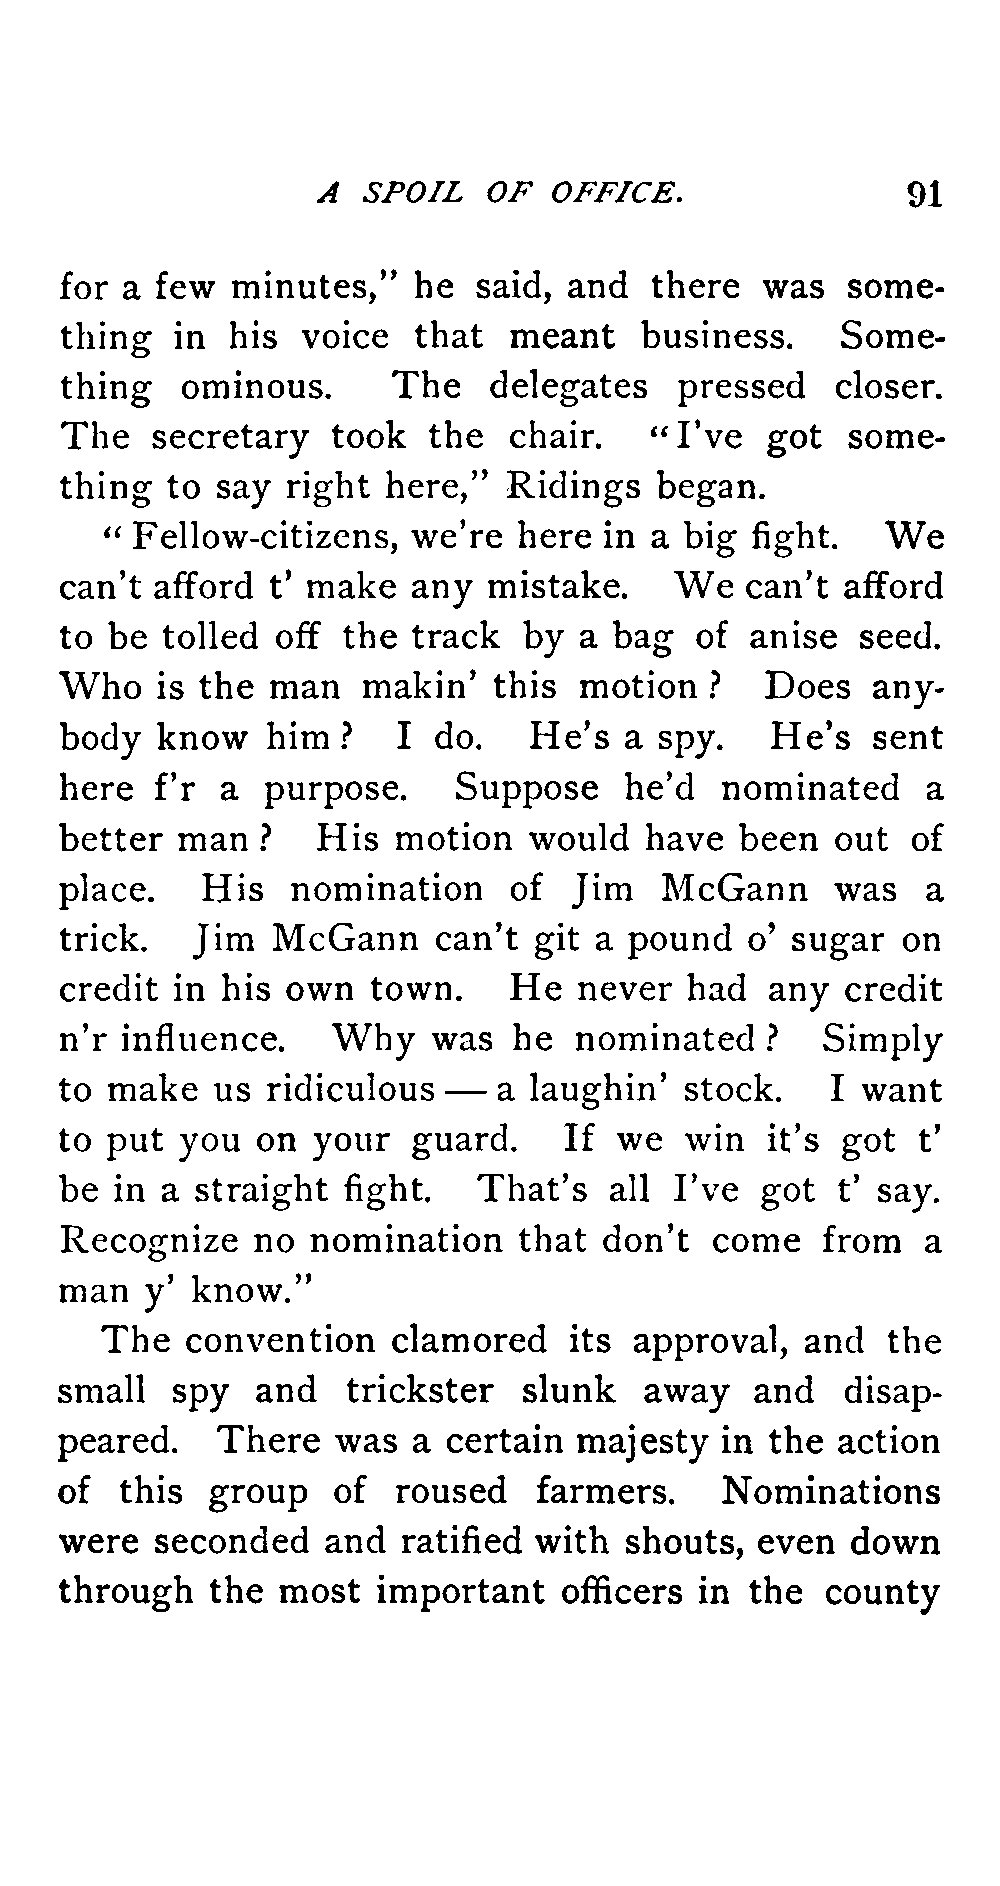 A SPOIL OF OFFICE. 91
for a few minutes,” he said, and there was some-
thing in his voice that meant business. Some-
thing ominous. The delegates pressed closer.
The secretary took the chair. “I’ve got some-
thing to say right here,” Ridings began.
“Fellow-citizens, we’re here in a big fight. We
can’t afford t’ make any mistake. We can’t afford
to be tolled off the track by a bag of anise seed.
Who is the man makin’ this motion? Does any-
body know him? I do. He’s a spy. He’s sent
here f’r a purpose. Suppose he’d nominated a
better man? His motion would have been out of
place. His nomination of Jim McGann was a
trick. Jim McGann can’t git a pound o’ sugar on
credit in his own town. He never had any credit
n’r influence. Why was he nominated? Simply
to make us ridiculous — a laughin’ stock. I want
to put you on your guard. If we win it’s got t’
be in a straight fight. That’s all I’ve got t’ say.
Recognize no nomination that don’t come from a
man y’ know.”
The convention clamored its approval, and the
small spy and trickster slunk away and disap-
peared. There was a certain majesty in the action
of this group of roused farmers. Nominations
were seconded and ratified with shouts, even down
through the most important officers in the county